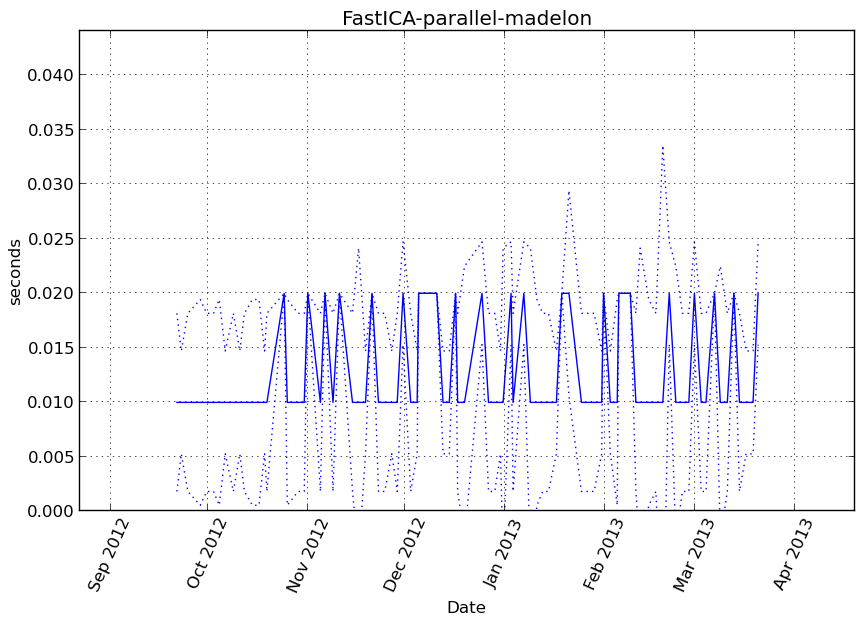 FastICA-parallel-madelon
0.040
0.035
0.030
0.025
0.020
0.015
0.010
0.005
0.000
seconds
Sep 2012
Oct 2012
Nov 2012
Dec 2012
Jan 2013
Feb 2013
Mar 2013
Apr 2013
Date